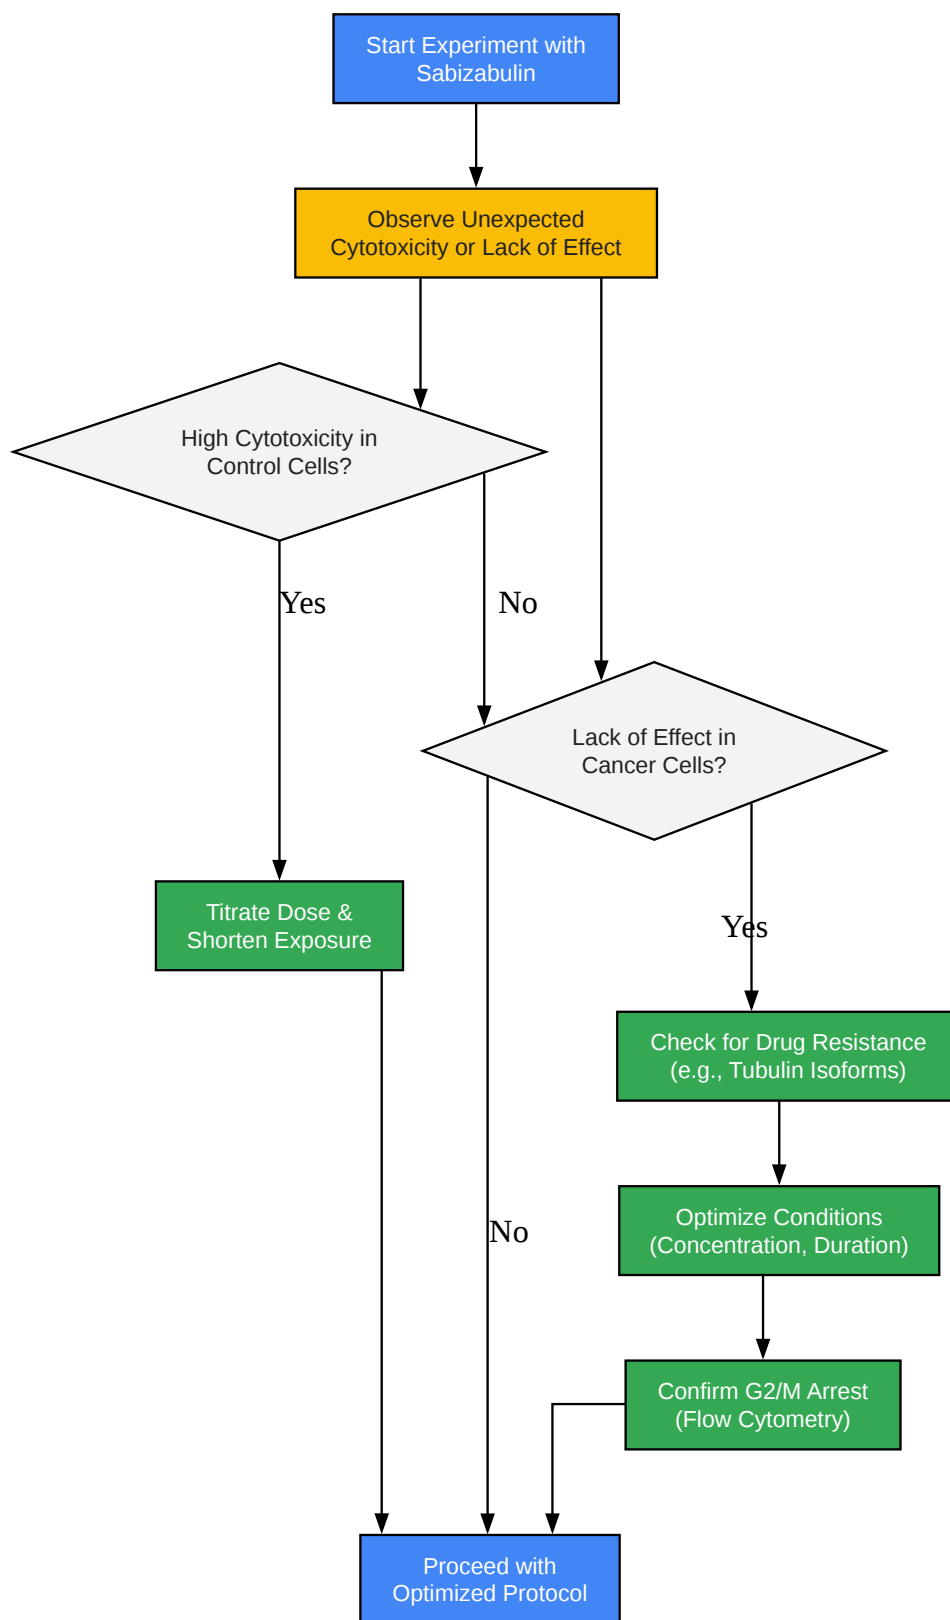 Start Experiment with
Sabizabulin
Observe Unexpected
Cytotoxicity or Lack of Effect
High Cytotoxicity in
Control Cells?
Yes
No
Lack of Effect in
Cancer Cells?
Titrate Dose &
Shorten Exposure
Yes
Check for Drug Resistance
(e.g., Tubulin Isoforms)
Optimize Conditions
(Concentration, Duration)
No
Confirm G2/M Arrest
(Flow Cytometry)
Proceed with
Optimized Protocol